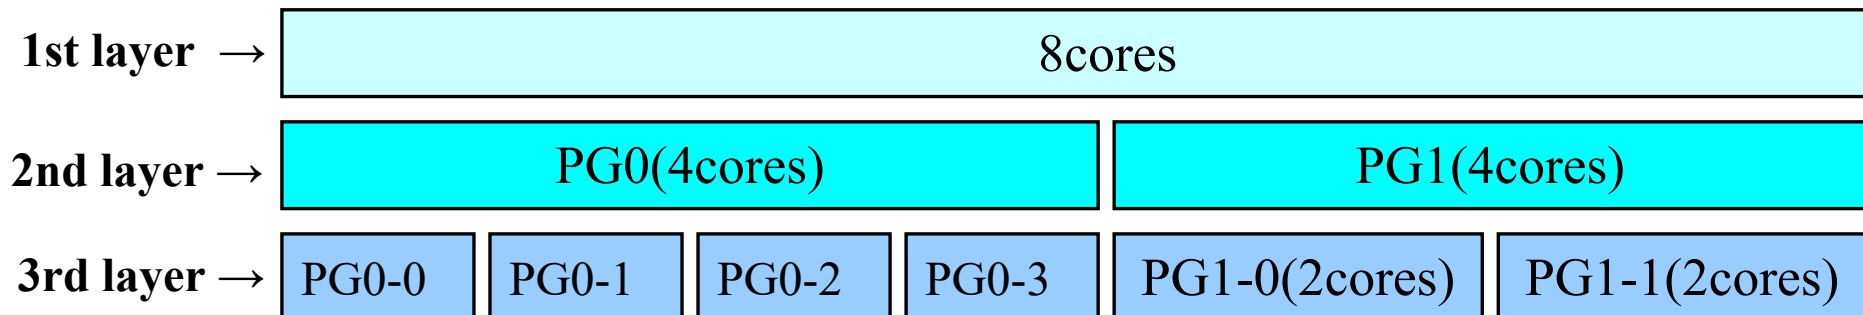 1st layer → 8cores
2nd layer → PG0(4cores) PG1(4cores)
3rd layer → PG0-0 PG0-1 PG0-2 PG0-3 PG1-0(2cores) PG1-1(2cores)